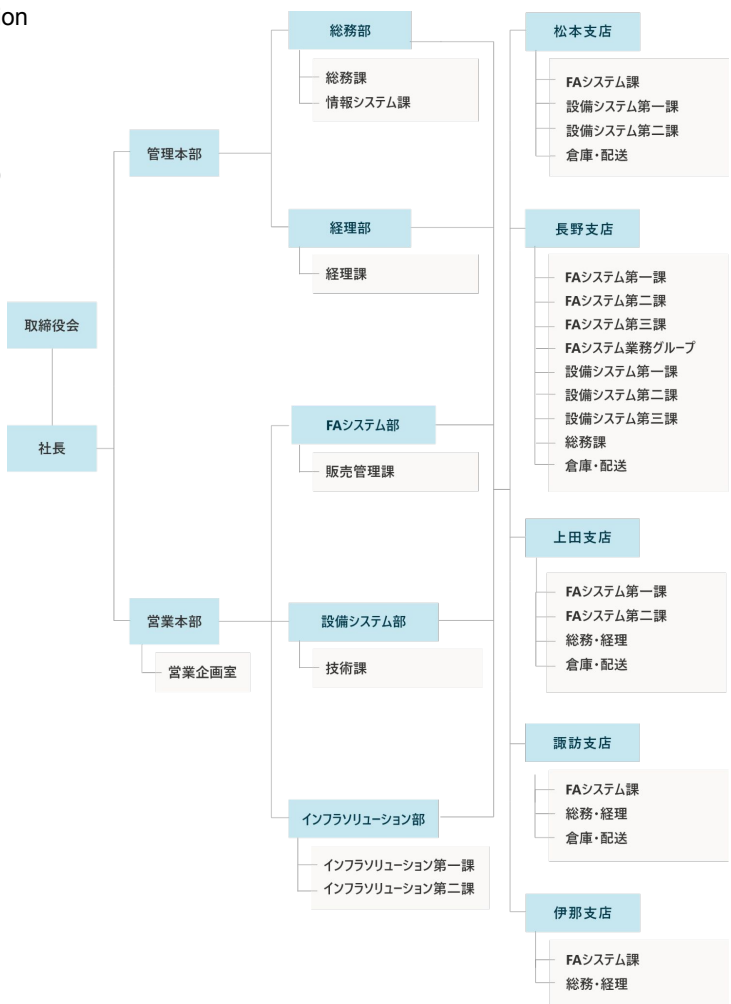 on
取締役会
社長
管理本部
営業本部
営業企画室
総務部
総務課
情報システム課
経理部
経理課
FAシステム部
販売管理課
設備システム部
技術課
インフラソリューション部
インフラソリューション第一課
インフラソリューション第二課
松本支店
FAシステム課
設備システム第一課
設備システム第二課
倉庫・配送
長野支店
FAシステム第一課
FAシステム第二課
FAシステム第三課
FAシステム業務グループ
設備システム第一課
設備システム第二課
設備システム第三課
総務課
倉庫・配送
上田支店
FAシステム第一課
FAシステム第二課
総務・経理
倉庫・配送
諏訪支店
FAシステム課
総務・経理
倉庫・配送
伊那支店
FAシステム課
総務・経理